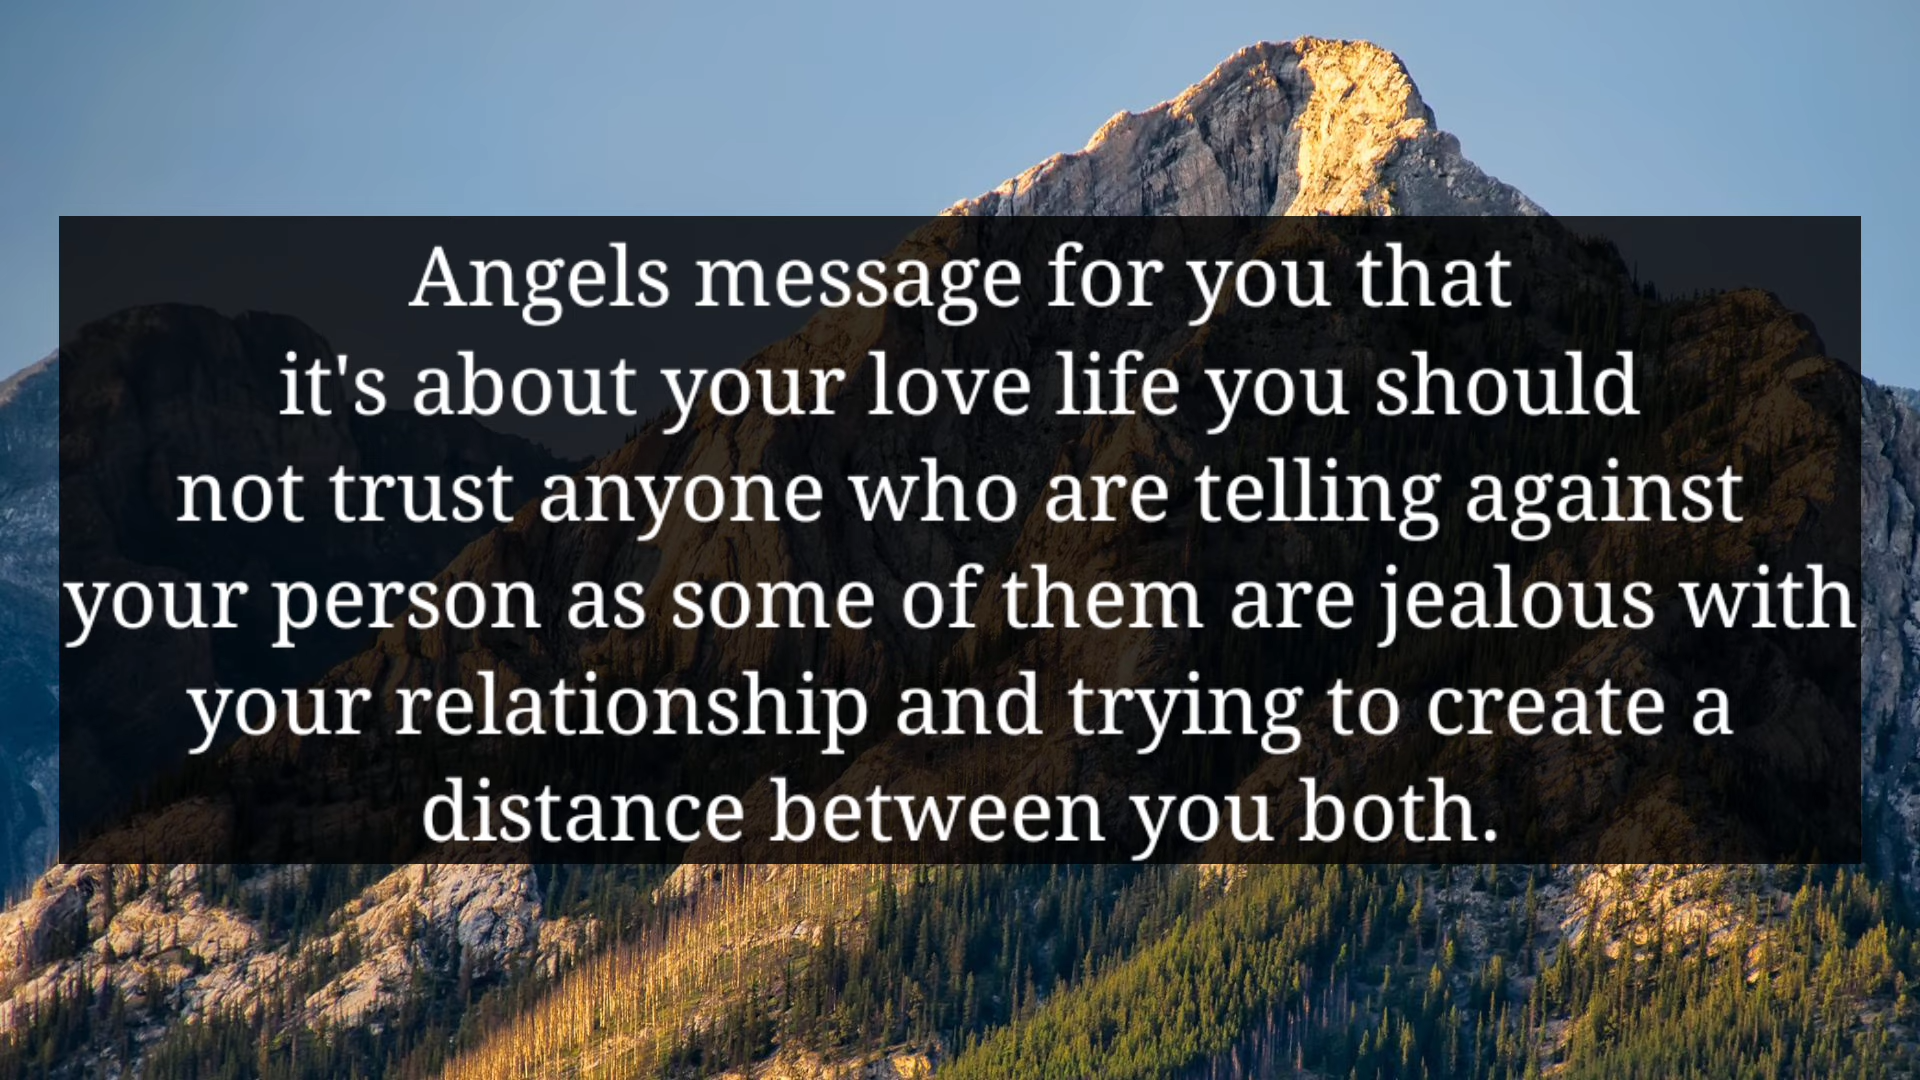 Angels message for you that
it's about your love life you should
not trust anyone who are telling against
your person as some of them are jealous with
your relationship and trying to create a
distance between you both.